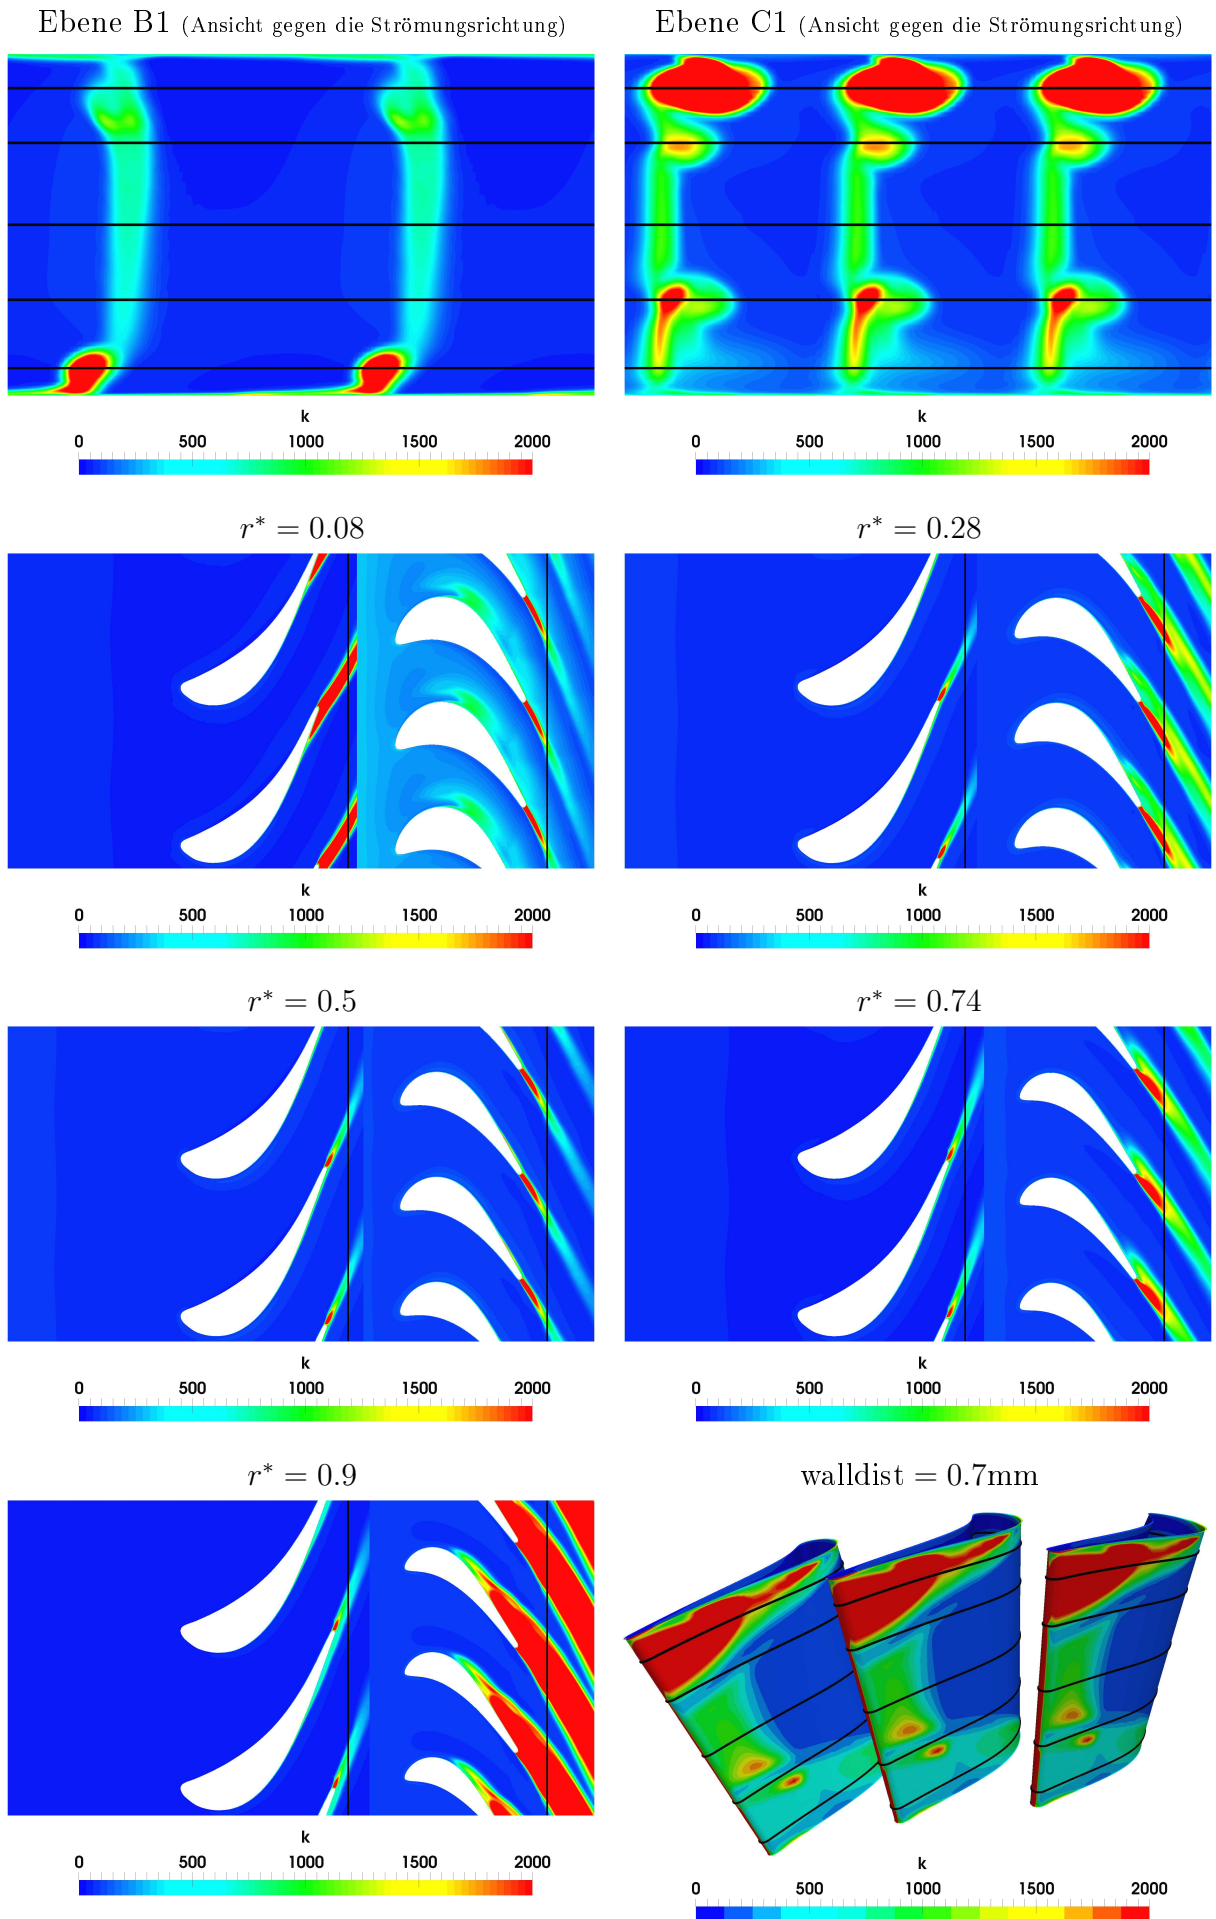 Ebene B1 (Ansicht gegen die Strömungsrichtung)
Ebene C1 (Ansicht gegen die Strömungsrichtung)
k
0 500 1000 1500 2000
k
0 500 1000 1500 2000
r* = 0.08
r* = 0.28
k
0 500 1000 1500 2000
k
0 500 1000 1500 2000
r* = 0.5
r* = 0.74
k
0 500 1000 1500 2000
k
0 500 1000 1500 2000
r* = 0.9
walldist = 0.7mm
k
0 500 1000 1500 2000
k
0 500 1000 1500 2000